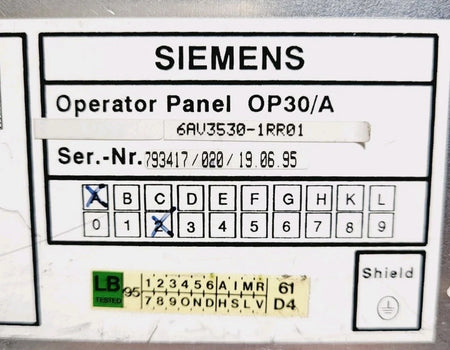 SIEMENS
Operator Panel OP30/A
6AV3530-1RR01
Ser.-Nr. 793417/020/19.06.95
A B C D E F G H K L
0 1 2 3 4 5 6 7 8 9
Shield
LB 95 1 2 3 4 5 6 A I M R 61
TESTED 7 8 9 O N D H S L V D4